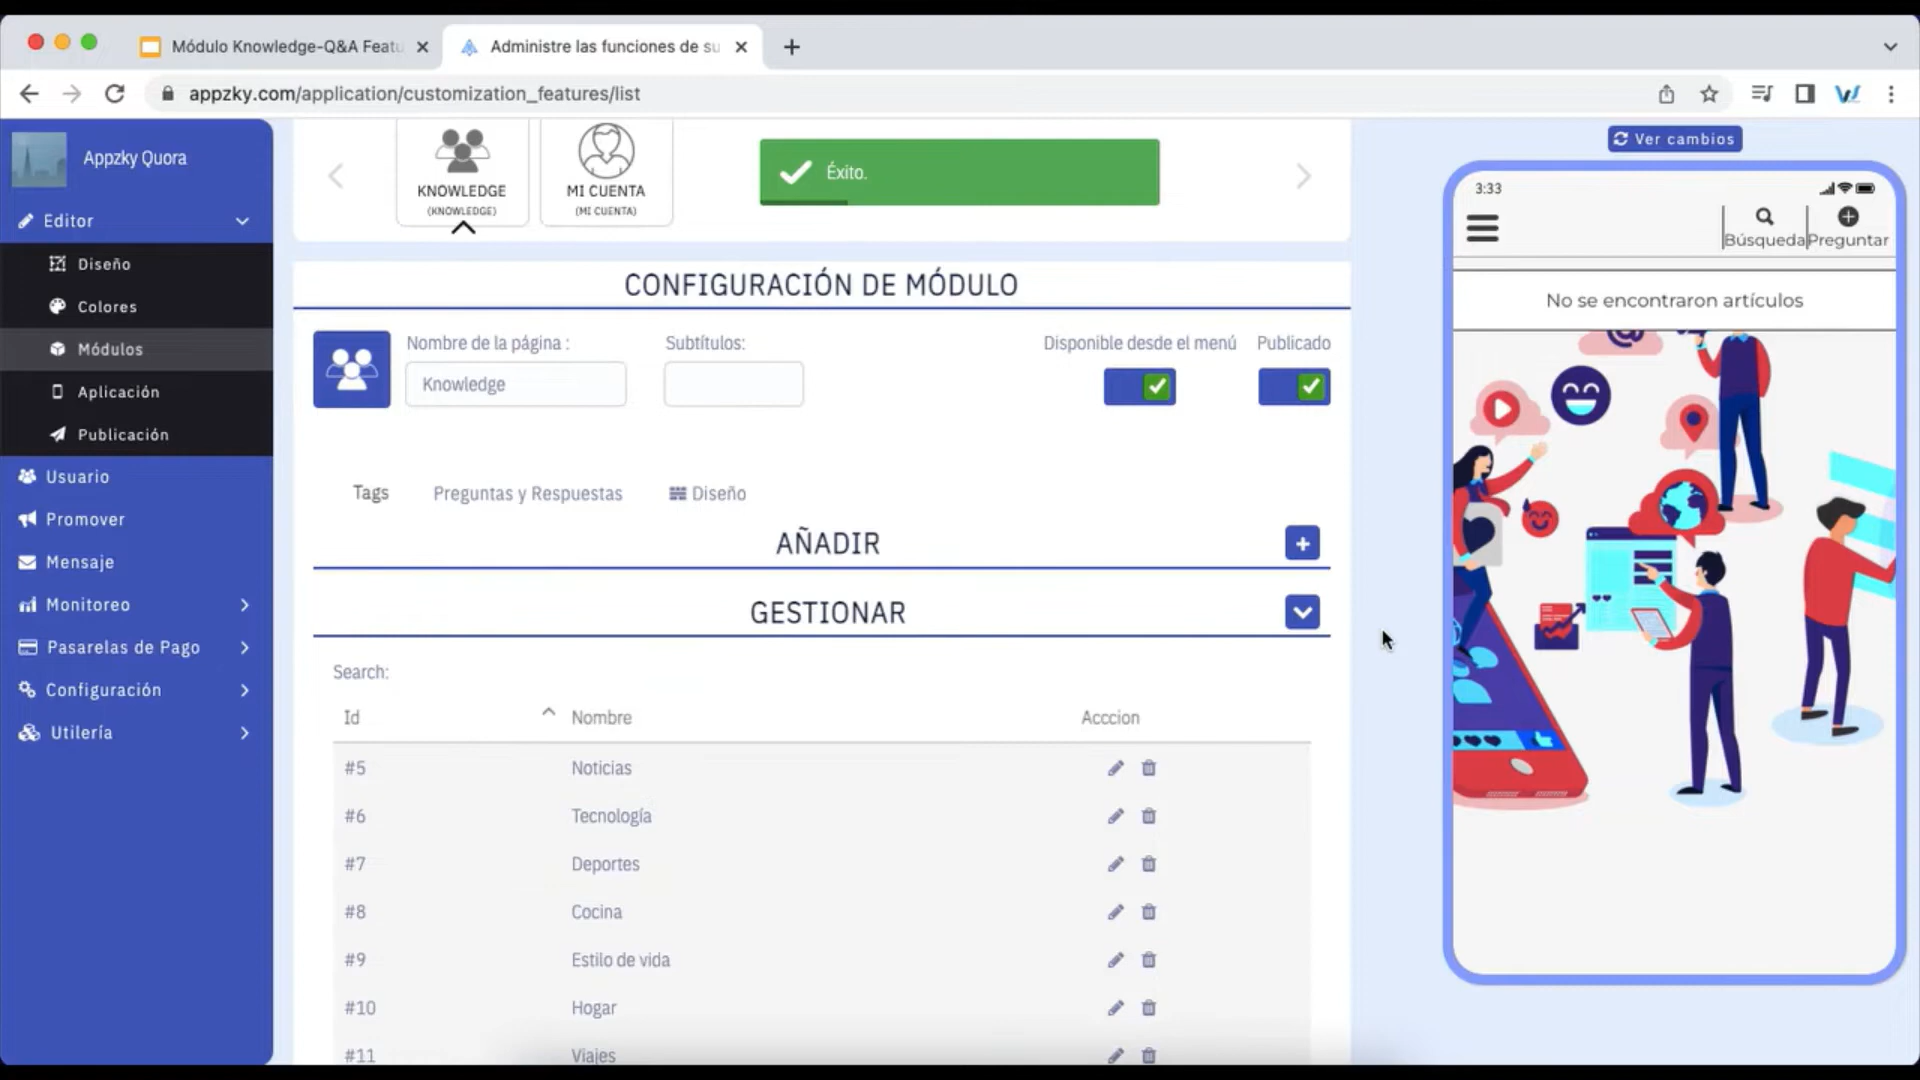 Módulo Knowledge-Q&A Featu
Administre las funciones de su
appzky.com/application/customization_features/list
Appzky Quora
Editor
Diseño
Colores
Módulos
Aplicación
Publicación
Usuario
Promover
Mensaje
Monitoreo
Pasarelas de Pago
Configuración
Utilería
KNOWLEDGE
(KNOWLEDGE)
MI CUENTA
(MI CUENTA)
Éxito.
CONFIGURACIÓN DE MÓDULO
Nombre de la página :
Subtítulos:
Disponible desde el menú
Publicado
Knowledge
Tags
Preguntas y Respuestas
Diseño
AÑADIR
GESTIONAR
Search:
Id Nombre Acccion
#5 Noticias
#6 Tecnología
#7 Deportes
#8 Cocina
#9 Estilo de vida
#10 Hogar
#11 Viajes
Ver cambios
3:33
Búsqueda
Preguntar
No se encontraron artículos